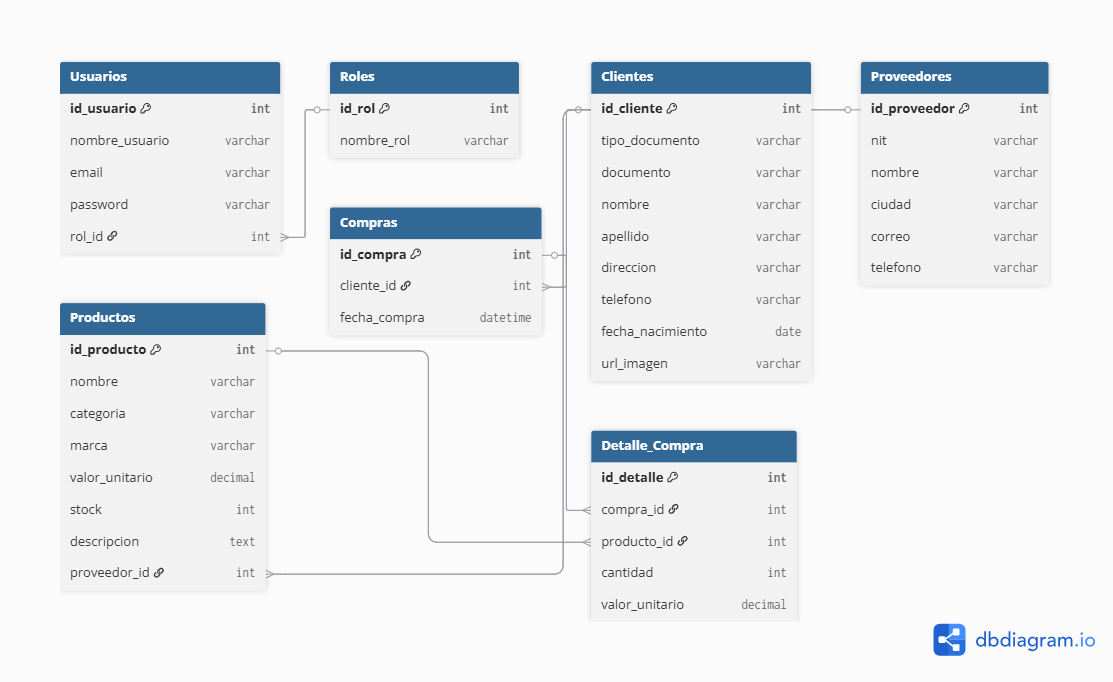 Usuarios
id_usuario int
nombre_usuario varchar
email varchar
password varchar
rol_id int
Roles
id_rol int
nombre_rol varchar
Compras
id_compra int
cliente_id int
fecha_compra datetime
Clientes
id_cliente int
tipo_documento varchar
documento varchar
nombre varchar
apellido varchar
direccion varchar
telefono varchar
fecha_nacimiento date
url_imagen varchar
Proveedores
id_proveedor int
nit varchar
nombre varchar
ciudad varchar
correo varchar
telefono varchar
Productos
id_producto int
nombre varchar
categoria varchar
marca varchar
valor_unitario decimal
stock int
descripcion text
proveedor_id int
Detalle_Compra
id_detalle int
compra_id int
producto_id int
cantidad int
valor_unitario decimal
dbdiagram.io